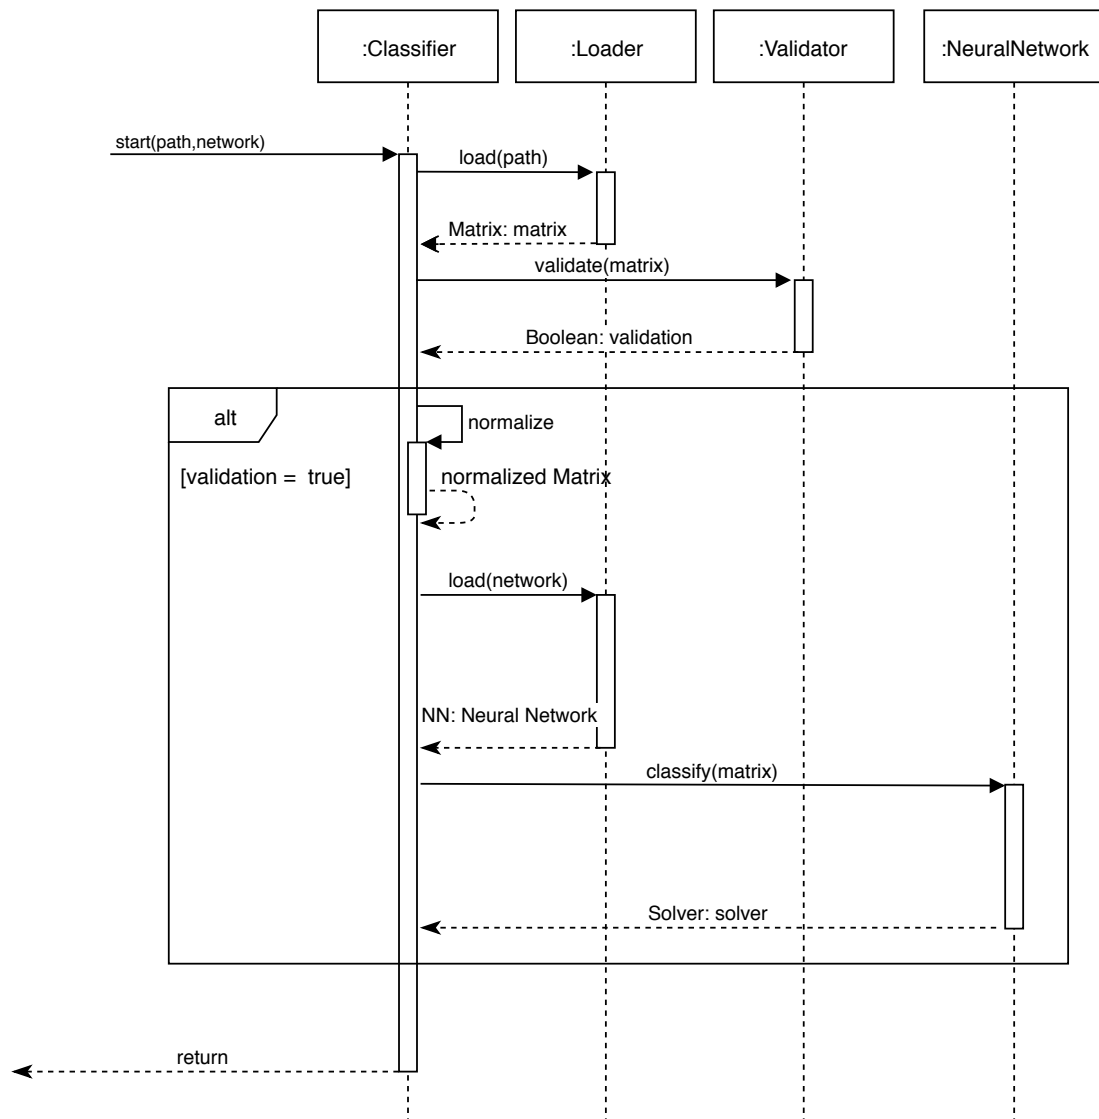 :Classifier
:Loader
:Validator
:NeuralNetwork
start(path,network)
load(path)
Matrix: matrix
validate(matrix)
Boolean: validation
alt
normalize
[validation =  true]
normalized Matrix
load(network)
NN: Neural Network
classify(matrix)
Solver: solver
return